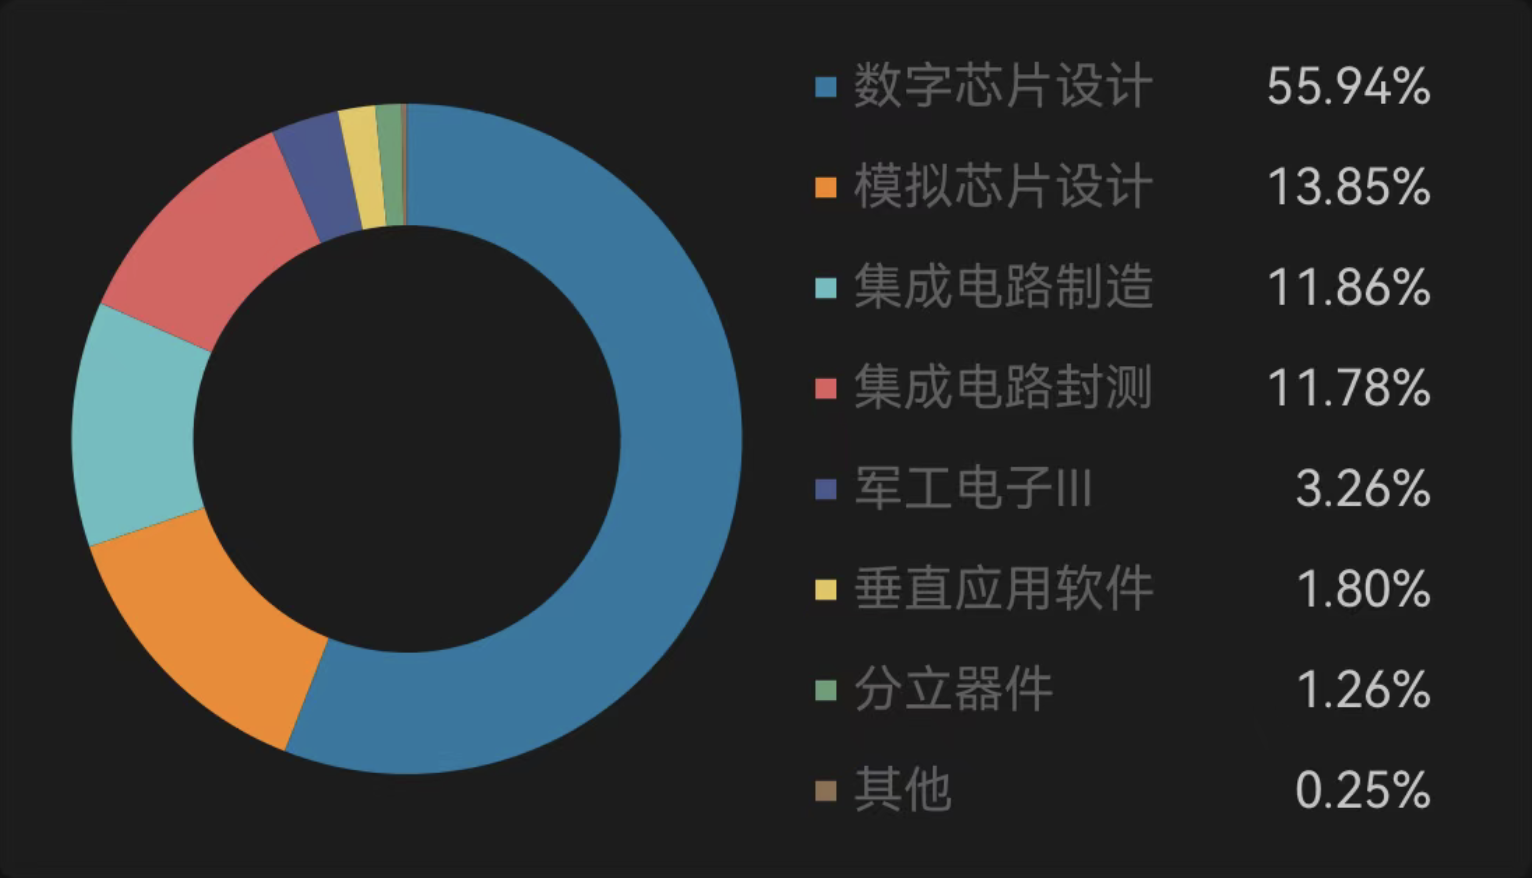 数字芯片设计 55.94%
模拟芯片设计 13.85%
集成电路制造 11.86%
集成电路封测 11.78%
军工电子III 3.26%
垂直应用软件 1.80%
分立器件 1.26%
其他 0.25%